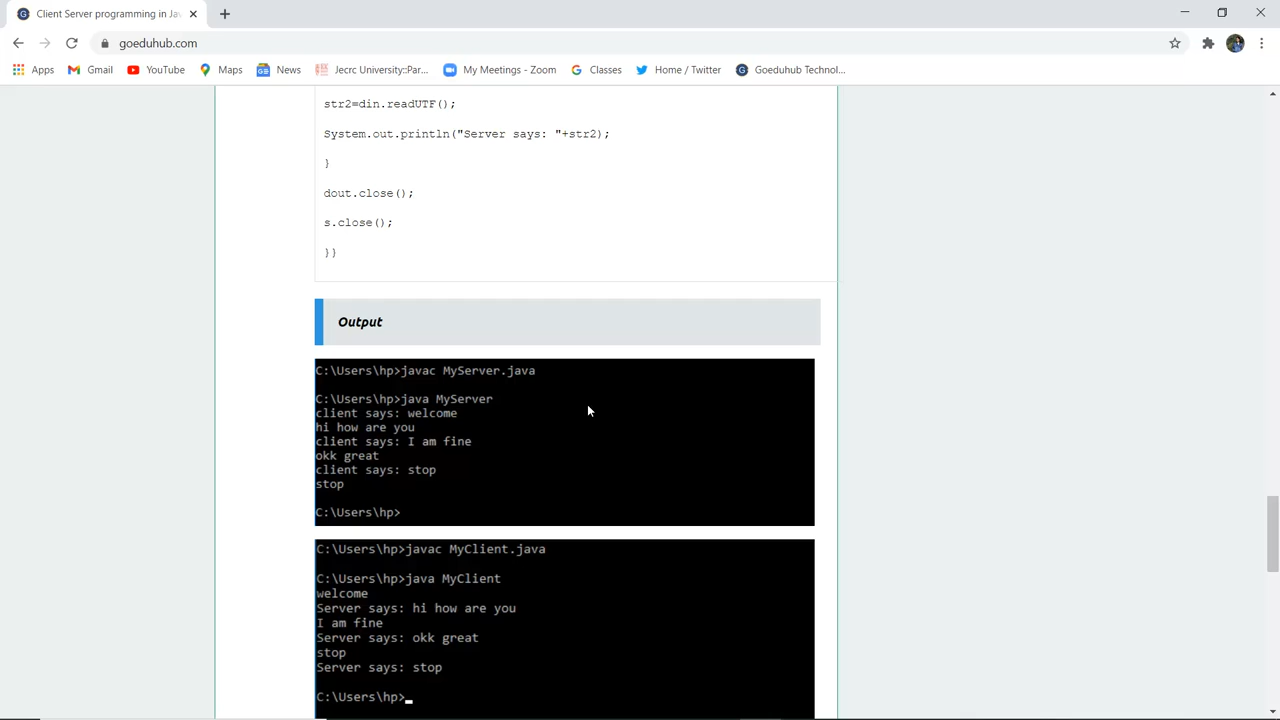 Client Server programming in Jav
goeduhub.com
Apps
Gmail
YouTube
Maps
News
Jecrc University::Par...
My Meetings - Zoom
Classes
Home / Twitter
Goeduhub Technol...
str2=din.readUTF();
System.out.println("Server says: "+str2);
}
dout.close();
s.close();
}}
Output
C:\Users\hp>javac MyServer.java
C:\Users\hp>java MyServer
client says: welcome
hi how are you
client says: I am fine
okk great
client says: stop
stop
C:\Users\hp>
C:\Users\hp>javac MyClient.java
C:\Users\hp>java MyClient
welcome
Server says: hi how are you
I am fine
Server says: okk great
stop
Server says: stop
C:\Users\hp>